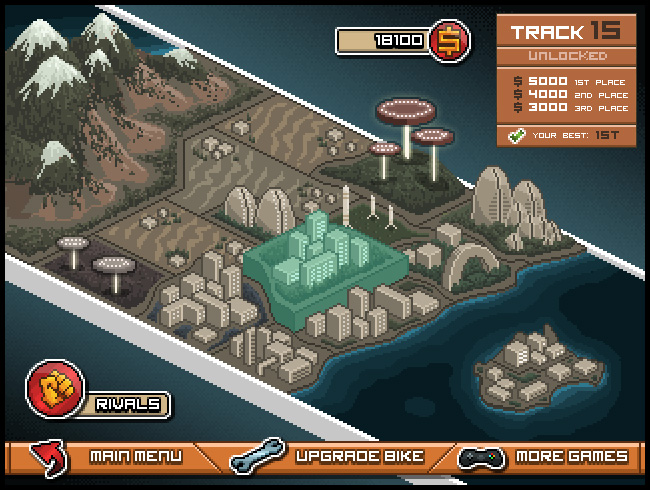 18100 $
TRACK 15
UNLOCKED
$ 5000 1ST PLACE
$ 4000 2ND PLACE
$ 3000 3RD PLACE
YOUR BEST: 1ST
RIVALS
MAIN MENU
UPGRADE BIKE
MORE GAMES